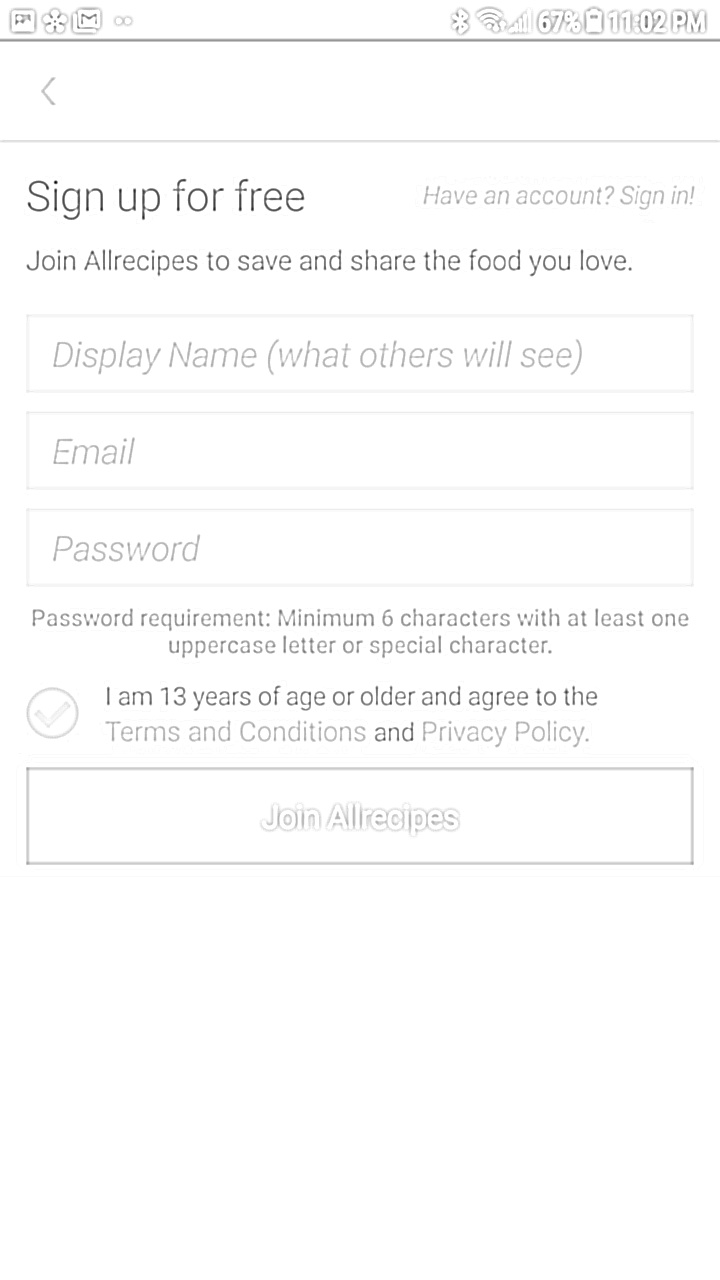 67% 11:02 PM
Sign up for free
Have an account? Sign in!
Join Allrecipes to save and share the food you love.
Display Name (what others will see)
Email
Password
Password requirement: Minimum 6 characters with at least one
uppercase letter or special character.
I am 13 years of age or older and agree to the
Terms and Conditions and Privacy Policy.
Join Allrecipes